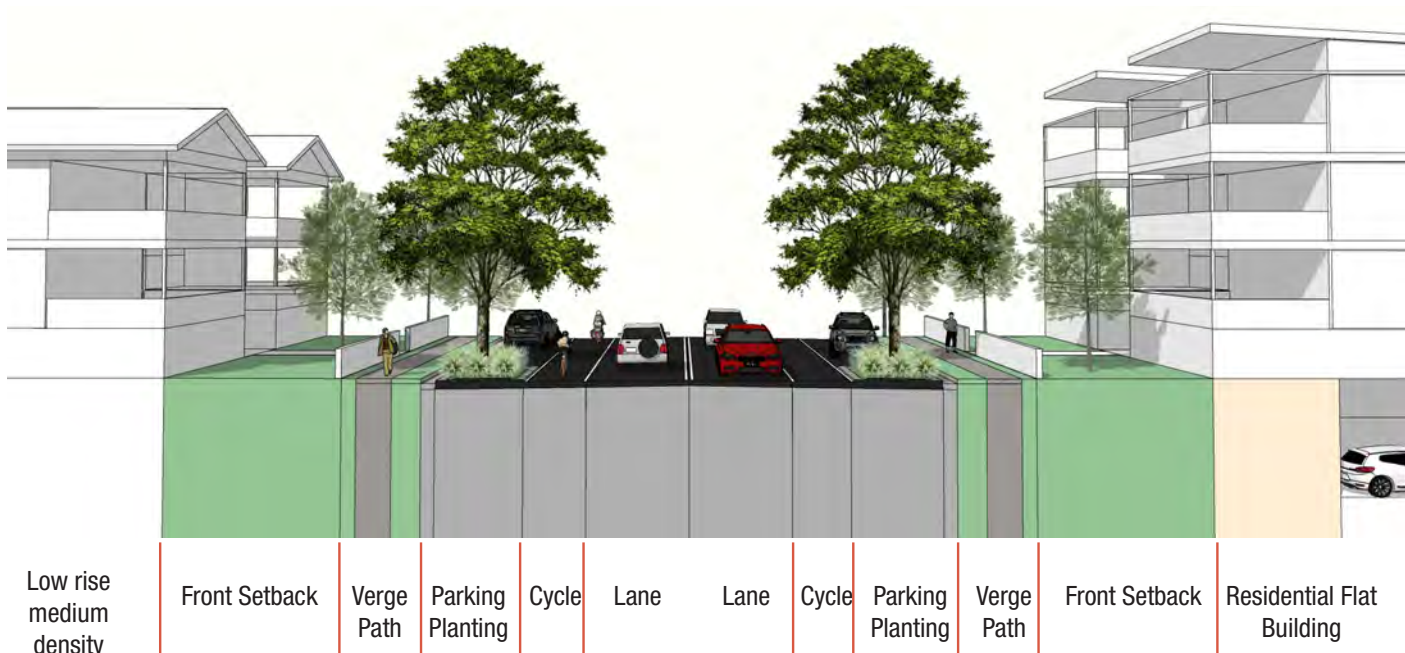 Low rise
medium
density
Front Setback
Verge
Path
Parking
Planting
Cycle
Lane
Lane
Cycle
Parking
Planting
Verge
Path
Front Setback
Residential Flat
Building